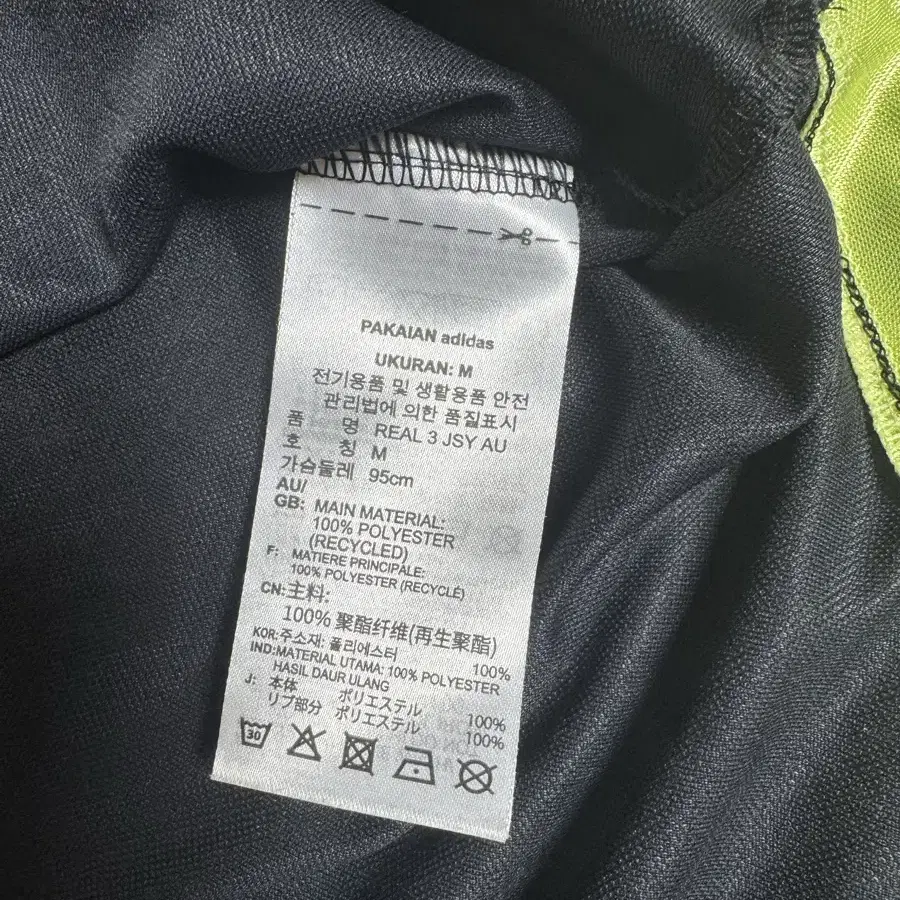 PAKAIAN adidas
UKURAN: M
전기용품 및 생활용품 안전
관리법에 의한 품질표시
품 명 REAL 3 JSY AU
호 칭 M
가슴둘레 95cm
AU/
GB: MAIN MATERIAL:
100% POLYESTER
(RECYCLED)
F: MATIERE PRINCIPALE:
100% POLYESTER (RECYCLÉ)
CN:主料:
100% 聚酯纤维(再生聚酯)
KOR:주소재: 폴리에스터 100%
IND:MATERIAL UTAMA: 100% POLYESTER
HASIL DAUR ULANG
J: 本体 ポリエステル 100%
リブ部分 ポリエステル 100%
30